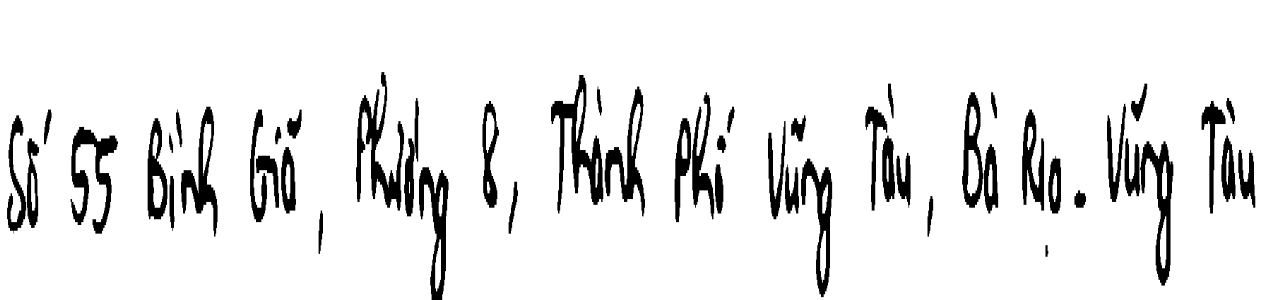 Số 55 Bình Giã, Phường 8, Thành Phố Vũng Tàu, Bà Rịa. Vũng Tàu